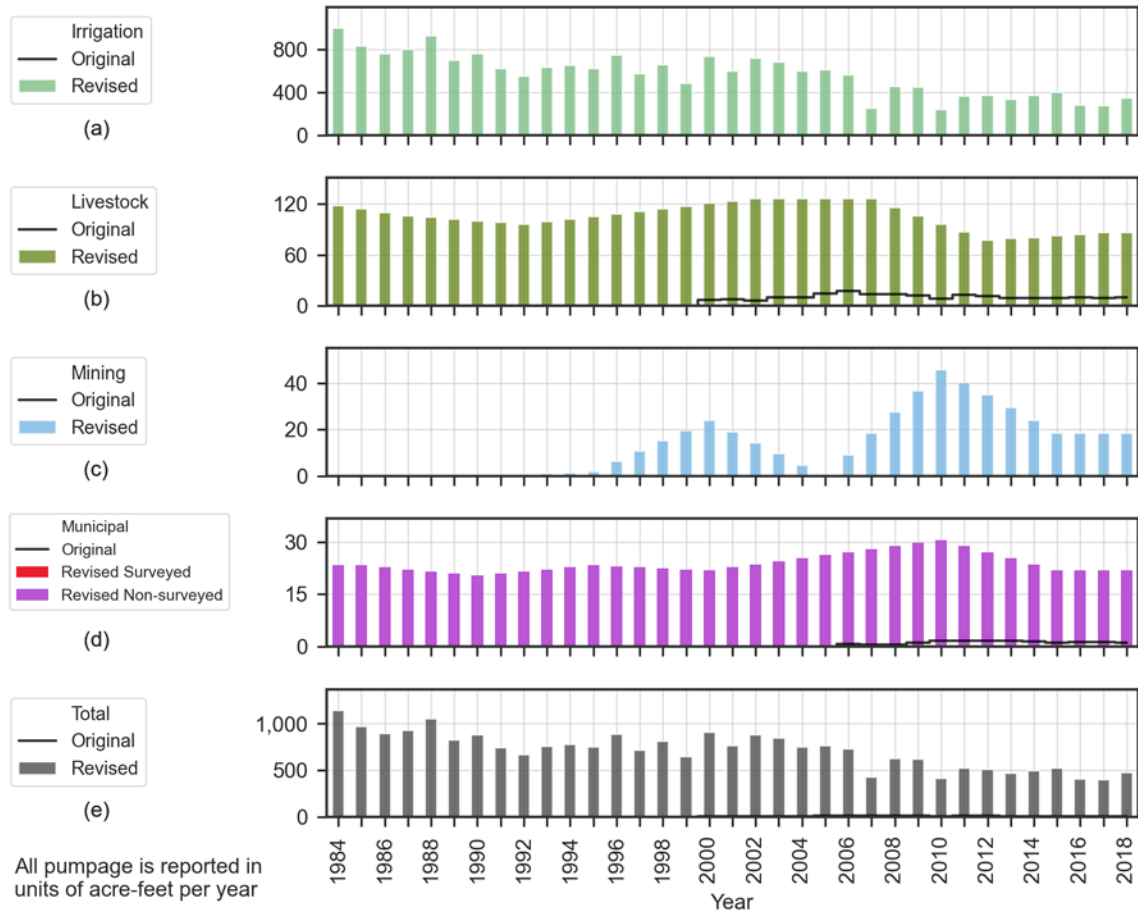 Irrigation
Original
Revised
(a)
800
400
0
Livestock
Original
Revised
(b)
120
60
0
Mining
Original
Revised
(c)
40
20
0
Municipal
Original
Revised Surveyed
Revised Non-surveyed
(d)
30
15
0
Total
Original
Revised
(e)
1,000
500
0
1984 1986 1988 1990 1992 1994 1996 1998 2000 2002 2004 2006 2008 2010 2012 2014 2016 2018
Year
All pumpage is reported in
units of acre-feet per year